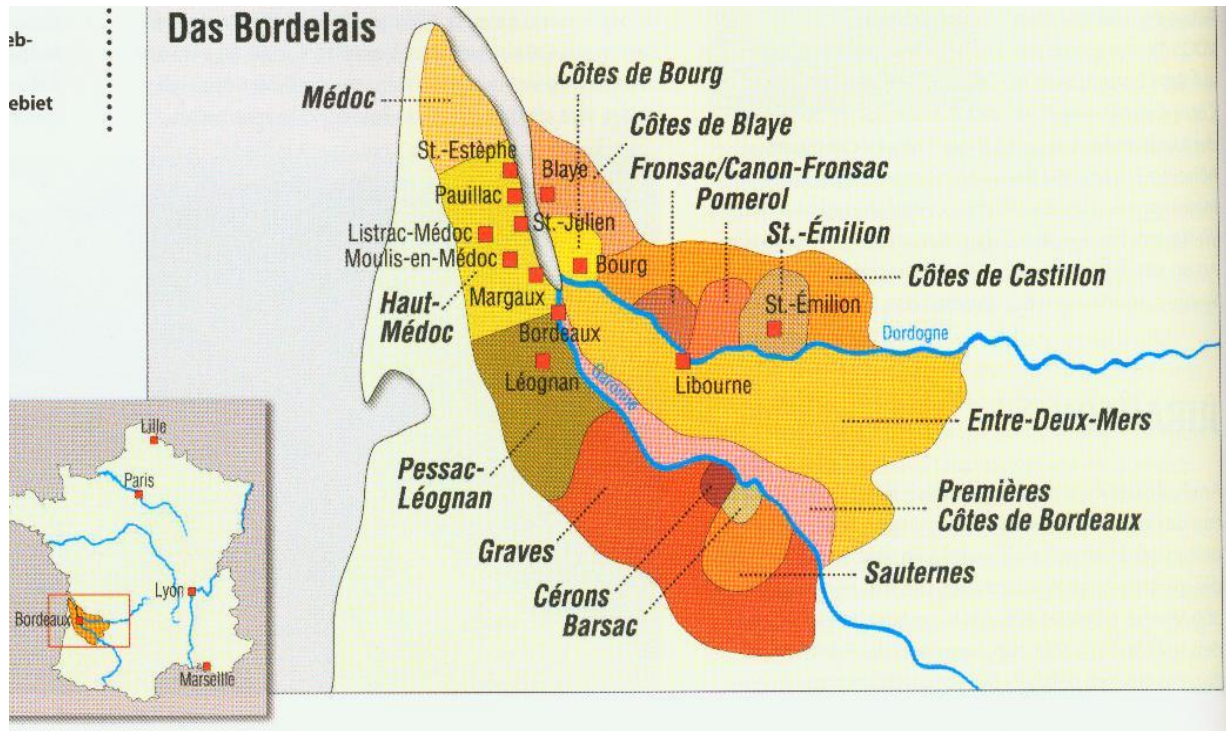 Das Bordelais
eb-
ebiet
Médoc
Côtes de Bourg
Côtes de Blaye
Fronsac/Canon-Fronsac
Pomerol
St.-Émilion
Côtes de Castillon
St.-Estèphe
Blaye
Pauillac
St.-Julien
Listrac-Médoc
Moulis-en-Médoc
Bourg
Margaux
Haut-
Médoc
St.-Émilion
Bordeaux
Dordogne
Léognan
Garonne
Libourne
Entre-Deux-Mers
Pessac-
Léognan
Premières
Côtes de Bordeaux
Graves
Sauternes
Cérons
Barsac
Lille
Paris
Lyon
Bordeaux
Marseille